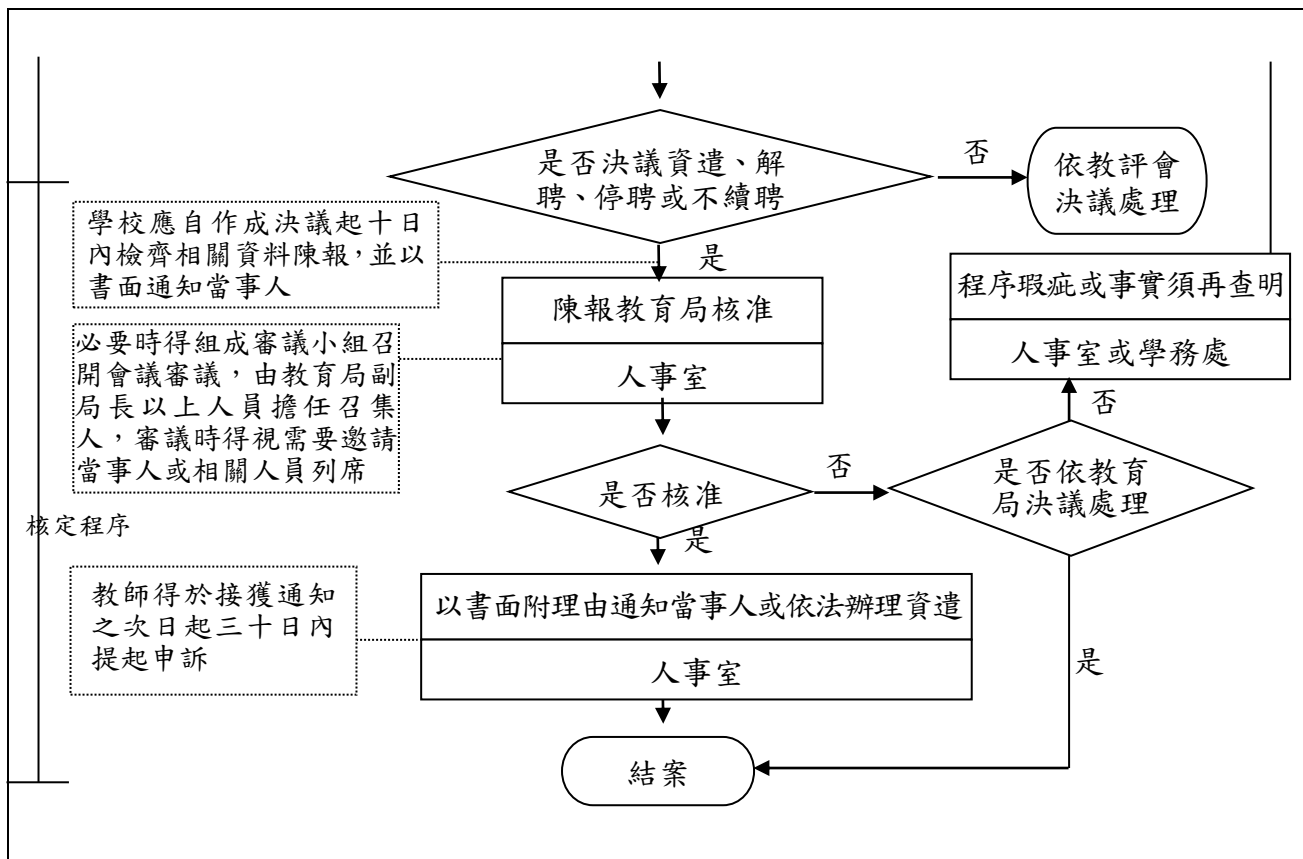 是否決議資遣、解
聘、停聘或不續聘
否
依教評會
決議處理
學校應自作成決議起十日
內檢齊相關資料陳報，並以
書面通知當事人
是
陳報教育局核准
人事室
程序瑕疵或事實須再查明
人事室或學務處
必要時得組成審議小組召
開會議審議，由教育局副
局長以上人員擔任召集
人，審議時得視需要邀請
當事人或相關人員列席
否
是否核准
否
是否依教育
局決議處理
核定程序
是
教師得於接獲通知
之次日起三十日內
提起申訴
以書面附理由通知當事人或依法辦理資遣
人事室
是
結案